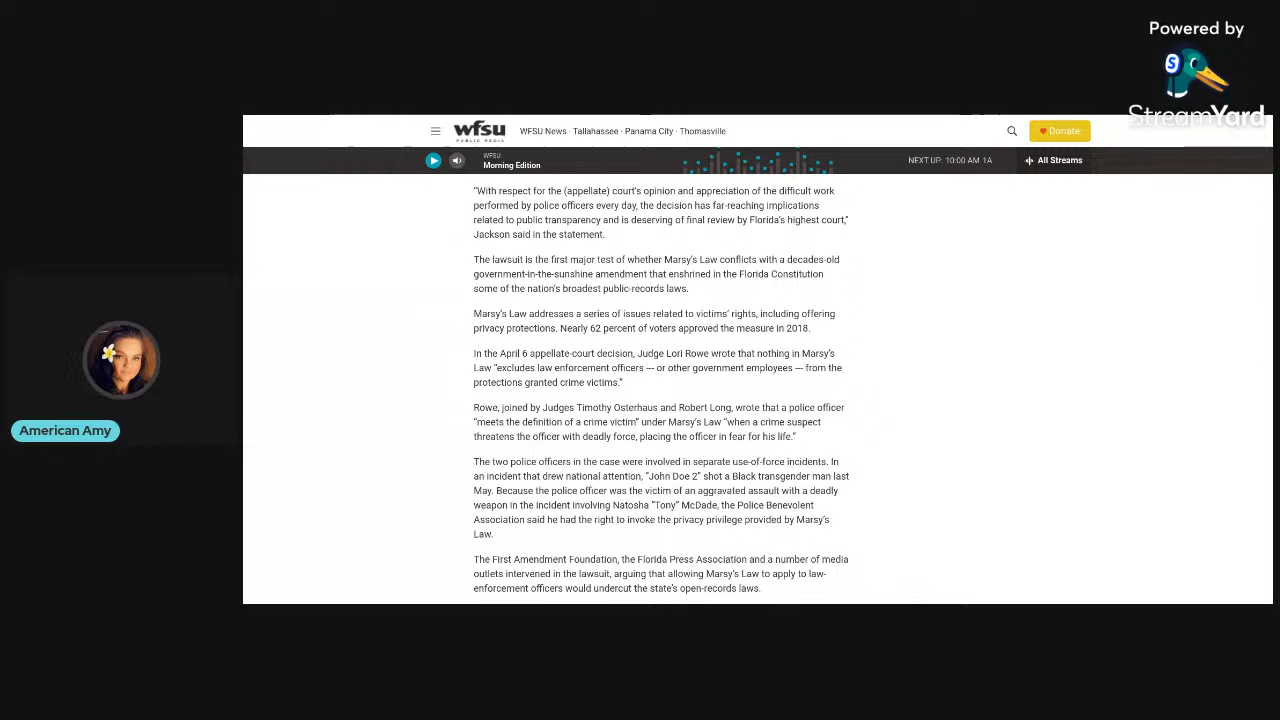 Powered by
S
StreamYard
wfsu
PUBLIC MEDIA
WFSU News · Tallahassee · Panama City · Thomasville
Donate
WFSU
Morning Edition
NEXT UP: 10:00 AM 1A
All Streams
“With respect for the (appellate) court's opinion and appreciation of the difficult work
performed by police officers every day, the decision has far-reaching implications
related to public transparency and is deserving of final review by Florida’s highest court,”
Jackson said in the statement.
The lawsuit is the first major test of whether Marsy’s Law conflicts with a decades-old
government-in-the-sunshine amendment that enshrined in the Florida Constitution
some of the nation’s broadest public-records laws.
Marsy’s Law addresses a series of issues related to victims’ rights, including offering
privacy protections. Nearly 62 percent of voters approved the measure in 2018.
In the April 6 appellate-court decision, Judge Lori Rowe wrote that nothing in Marsy’s
Law “excludes law enforcement officers --- or other government employees --- from the
protections granted crime victims.”
Rowe, joined by Judges Timothy Osterhaus and Robert Long, wrote that a police officer
“meets the definition of a crime victim” under Marsy’s Law “when a crime suspect
threatens the officer with deadly force, placing the officer in fear for his life.”
The two police officers in the case were involved in separate use-of-force incidents. In
an incident that drew national attention, “John Doe 2” shot a Black transgender man last
May. Because the police officer was the victim of an aggravated assault with a deadly
weapon in the incident involving Natosha “Tony” McDade, the Police Benevolent
Association said he had the right to invoke the privacy privilege provided by Marsy’s
Law.
The First Amendment Foundation, the Florida Press Association and a number of media
outlets intervened in the lawsuit, arguing that allowing Marsy’s Law to apply to law-
enforcement officers would undercut the state’s open-records laws.
American Amy